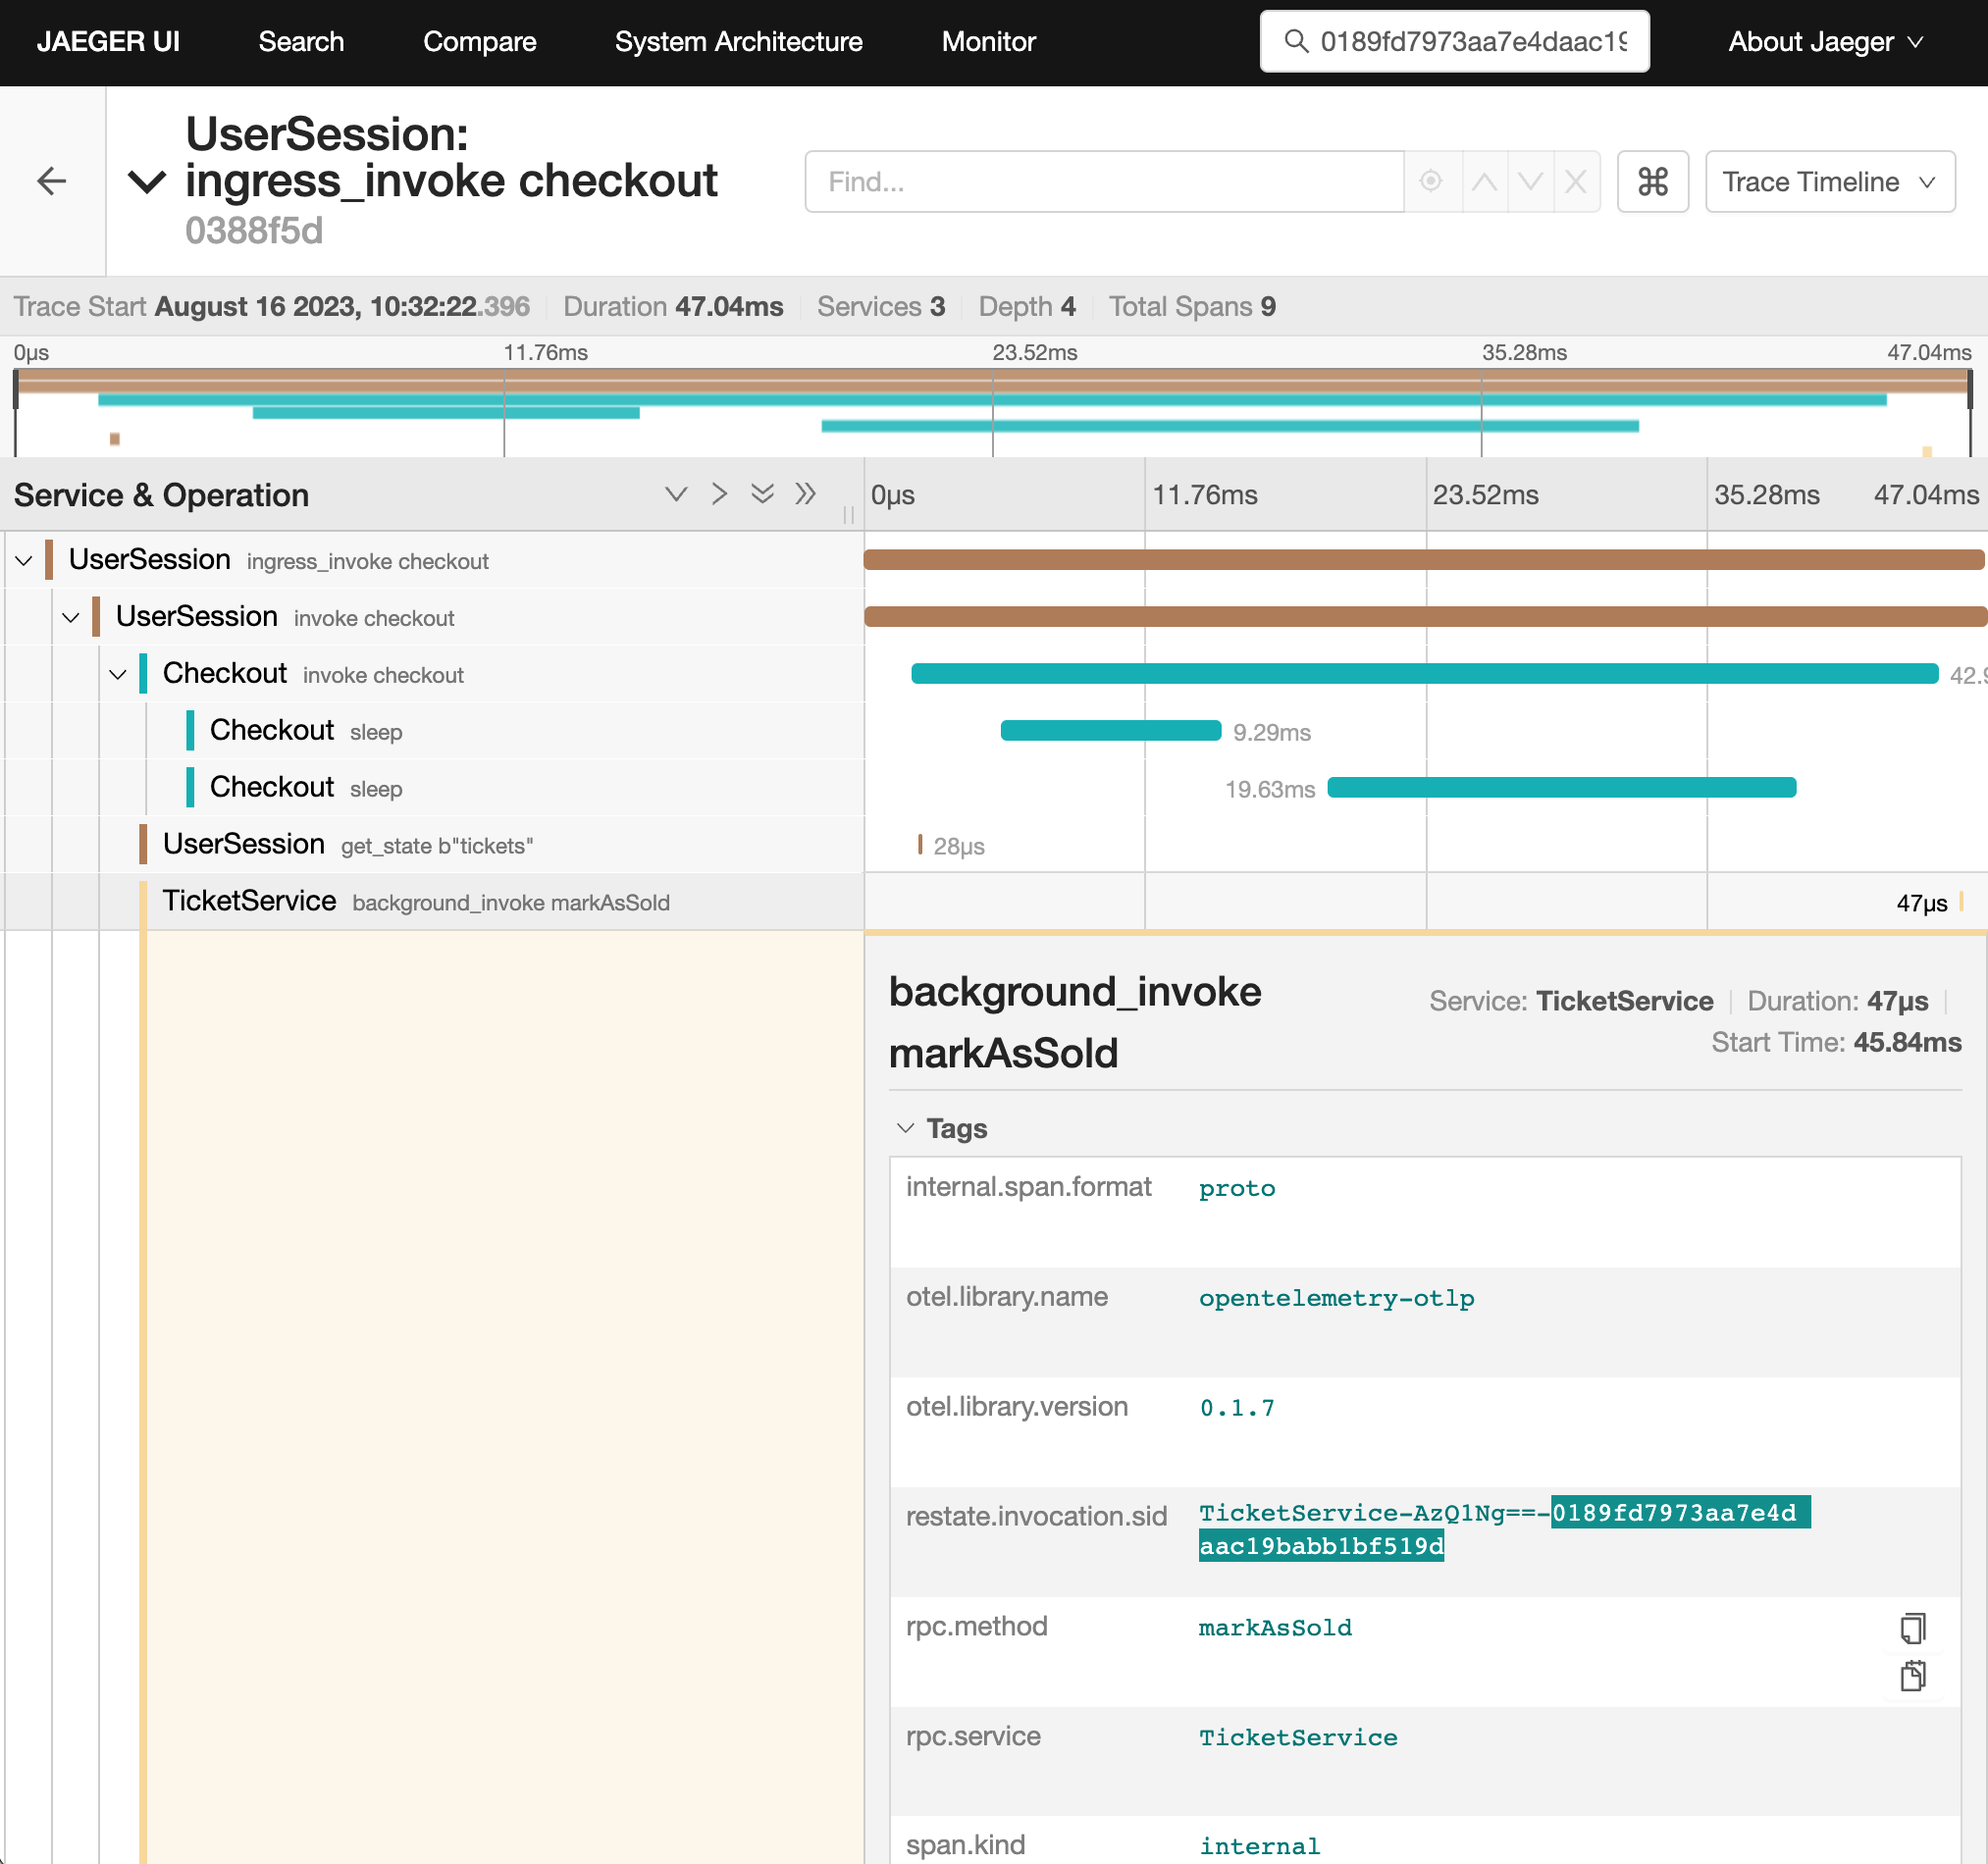 JAEGER UI Search Compare System Architecture Monitor 0189fd7973aa7e4daac19 About Jaeger
UserSession:
ingress_invoke checkout
0388f5d
Find...
⌘
Trace Timeline
Trace Start August 16 2023, 10:32:22.396 Duration 47.04ms Services 3 Depth 4 Total Spans 9
0μs 11.76ms 23.52ms 35.28ms 47.04ms
Service & Operation 0μs 11.76ms 23.52ms 35.28ms 47.04ms
UserSession ingress_invoke checkout
UserSession invoke checkout
Checkout invoke checkout 42.9
Checkout sleep 9.29ms
Checkout sleep 19.63ms
UserSession get_state b"tickets" 28μs
TicketService background_invoke markAsSold 47μs
background_invoke
markAsSold
Service: TicketService Duration: 47μs
Start Time: 45.84ms
Tags
internal.span.format proto
otel.library.name opentelemetry-otlp
otel.library.version 0.1.7
restate.invocation.sid TicketService-AzQ1Ng==-0189fd7973aa7e4d
aac19babb1bf519d
rpc.method markAsSold
rpc.service TicketService
span.kind internal